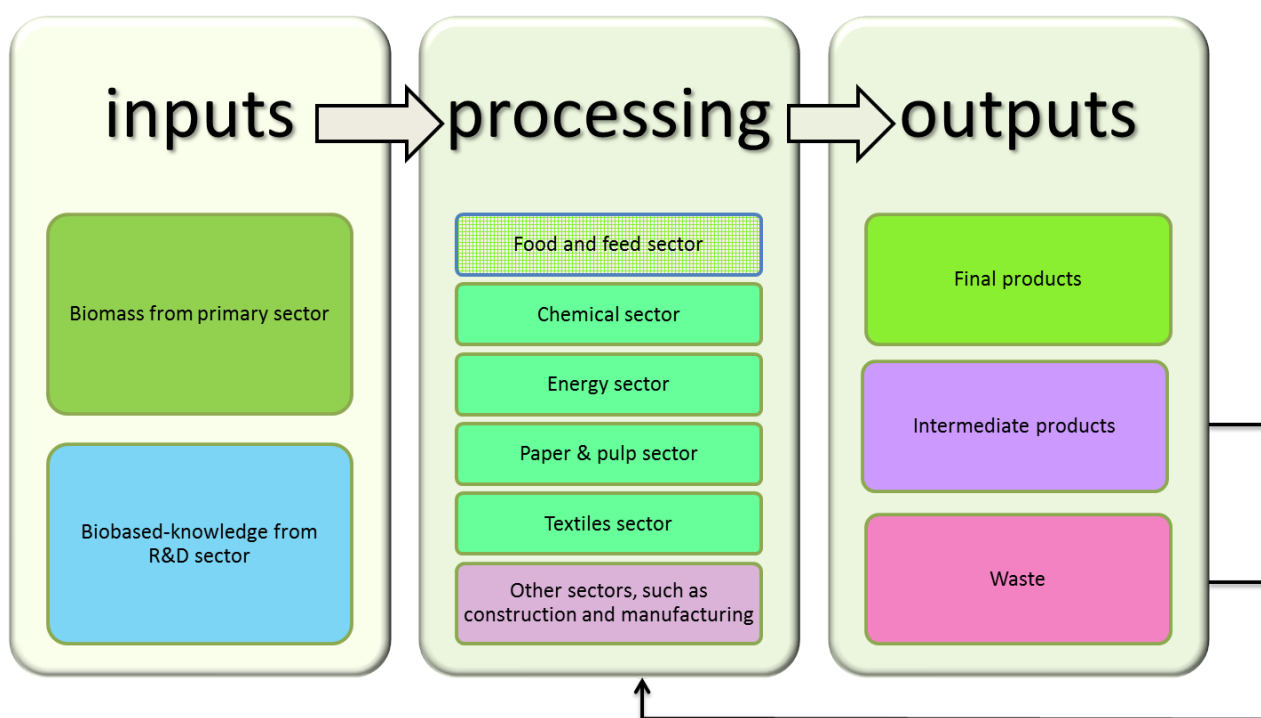 inputs
processing
outputs
Biomass from primary sector
Biobased-knowledge from
R&D sector
Food and feed sector
Chemical sector
Energy sector
Paper & pulp sector
Textiles sector
Other sectors, such as
construction and manufacturing
Final products
Intermediate products
Waste